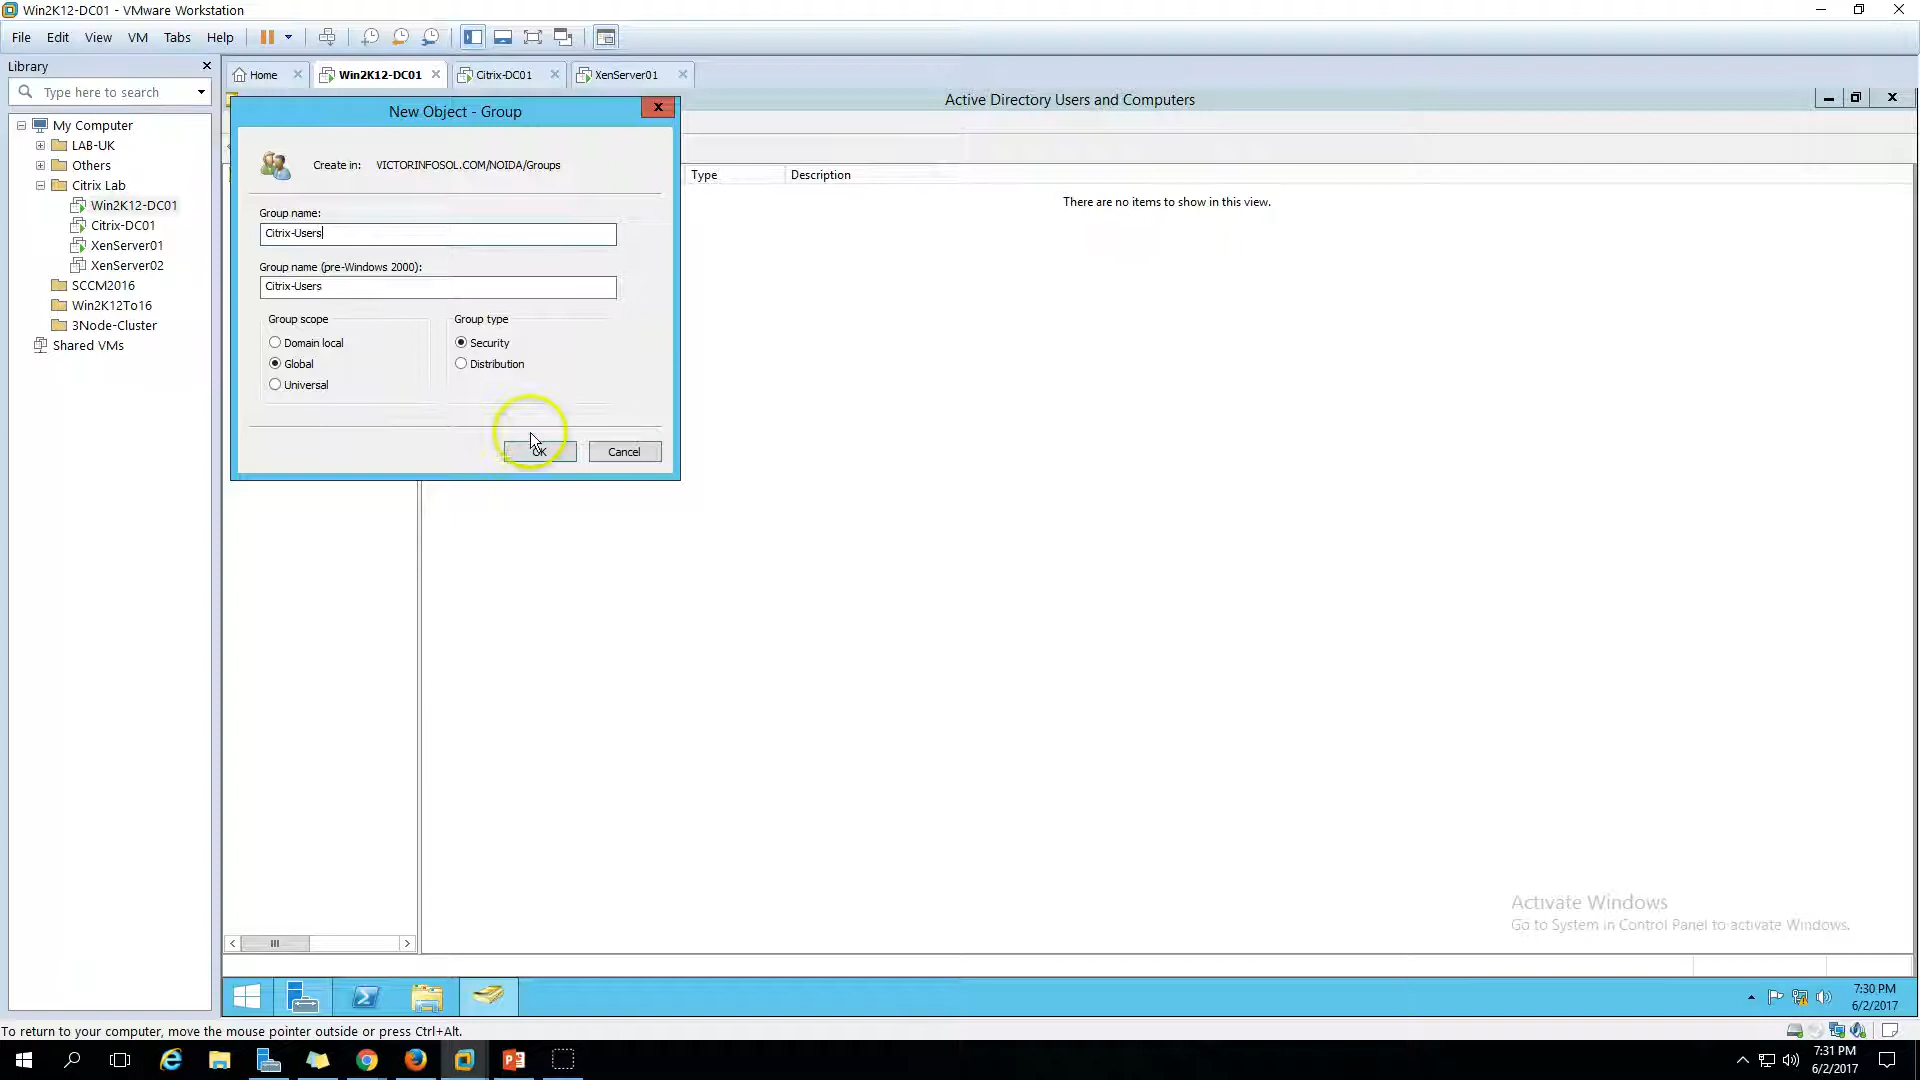 Win2K12-DC01 - VMware Workstation
File Edit View VM Tabs Help
Library
Type here to search
My Computer
LAB-UK
Others
Citrix Lab
Win2K12-DC01
Citrix-DC01
XenServer01
XenServer02
SCCM2016
Win2K12To16
3Node-Cluster
Shared VMs
Home Win2K12-DC01 Citrix-DC01 XenServer01
Active Directory Users and Computers
New Object - Group
Create in: VICTORINFOSOL.COM/NOIDA/Groups
Group name:
Citrix-Users
Group name (pre-Windows 2000):
Citrix-Users
Group scope
Domain local
Global
Universal
Group type
Security
Distribution
OK Cancel
Type Description
There are no items to show in this view.
Activate Windows
Go to System in Control Panel to activate Windows.
7:30 PM
6/2/2017
To return to your computer, move the mouse pointer outside or press Ctrl+Alt.
7:31 PM
6/2/2017